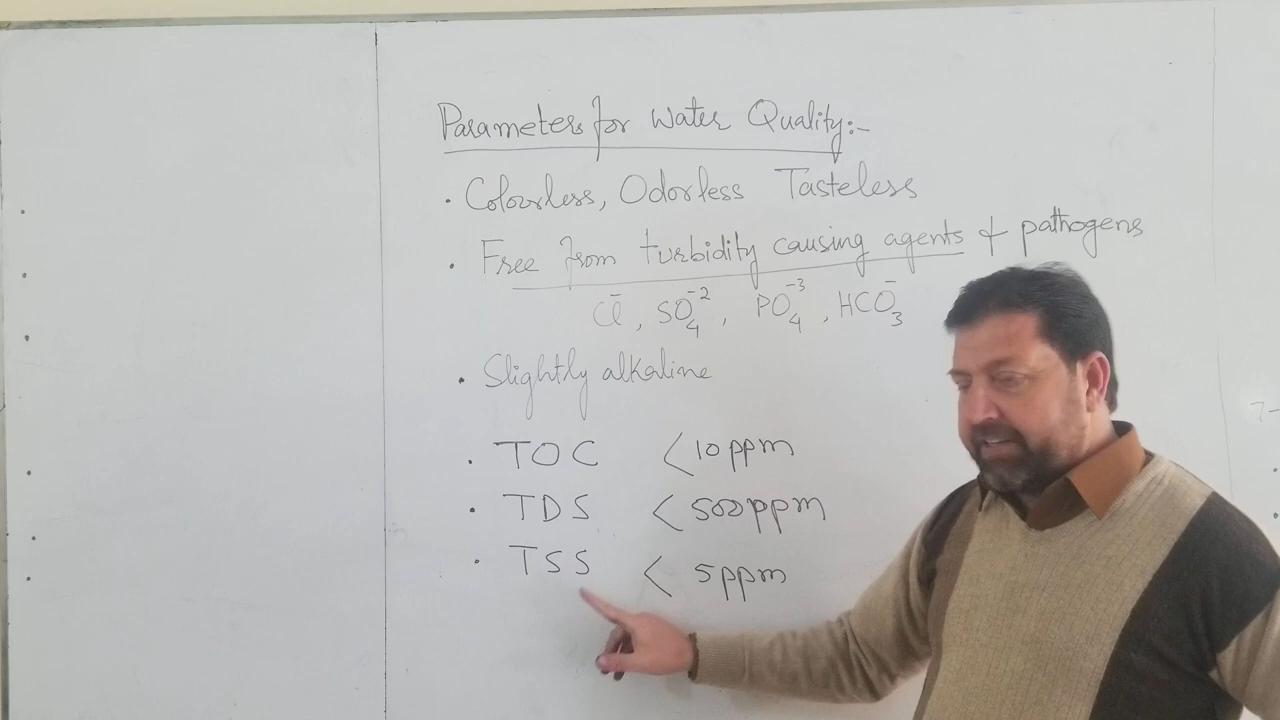 Parameters for Water Quality:-
• Colourless, Odorless Tasteless
• Free from turbidity causing agents & pathogens
Cl⁻, SO₄⁻², PO₄⁻³, HCO₃⁻
• Slightly alkaline
• TOC < 10 ppm
• TDS < 500 ppm
• TSS < 5 ppm